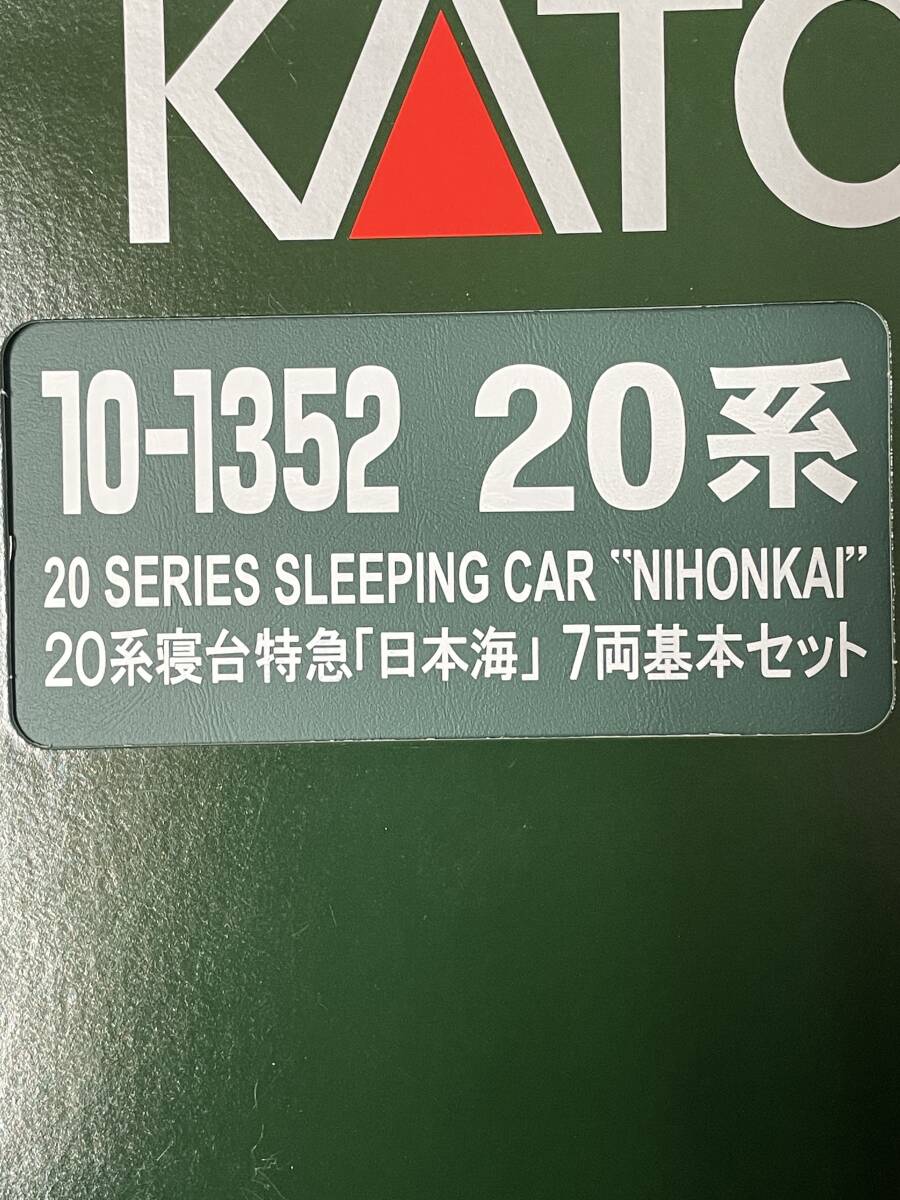 KATO
10-1352 20系
20 SERIES SLEEPING CAR “NIHONKAI”
20系寝台特急「日本海」 7両基本セット